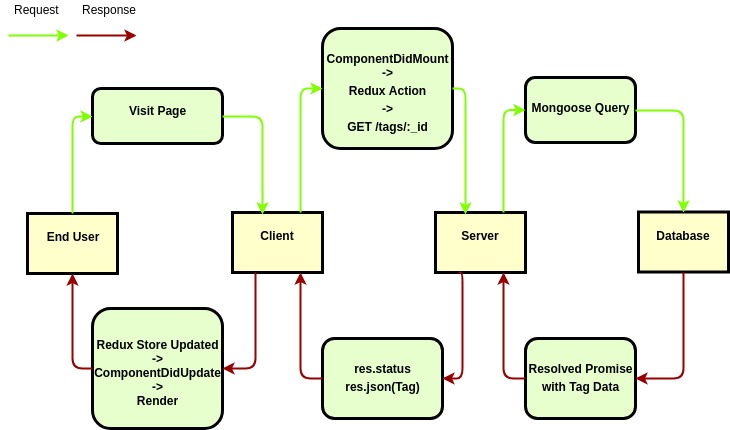 Request Response
ComponentDidMount
->
Redux Action
->
GET /tags/:_id
Visit Page
Mongoose Query
End User
Client
Server
Database
Redux Store Updated
->
ComponentDidUpdate
->
Render
res.status
res.json(Tag)
Resolved Promise
with Tag Data